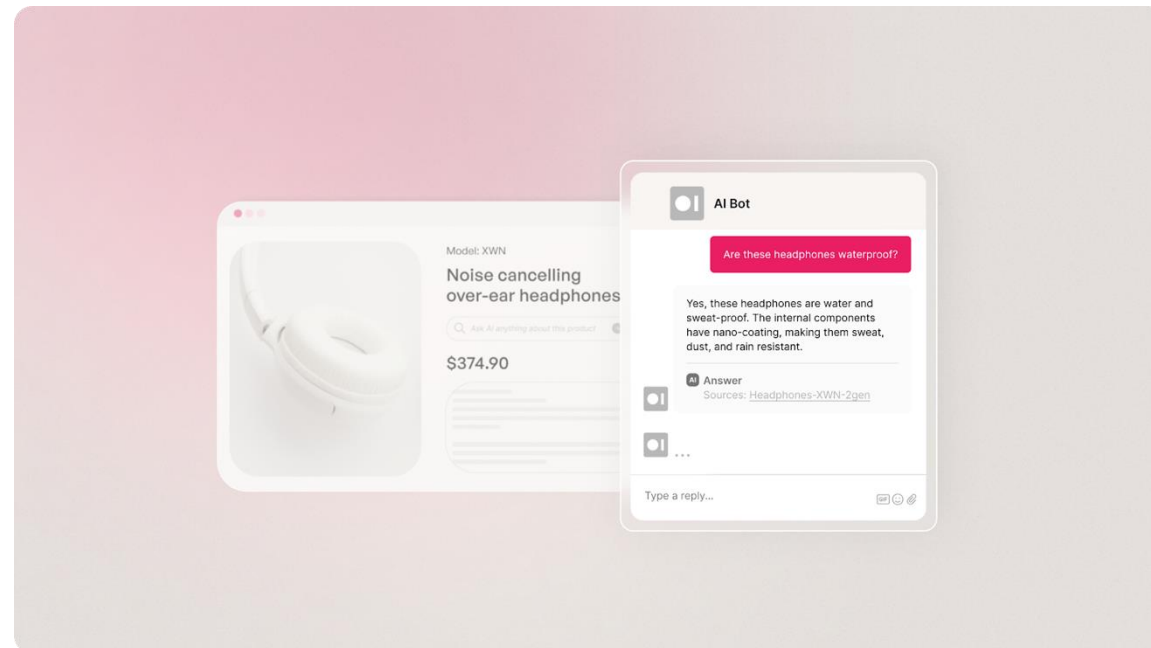 Model: XWN
Noise cancelling
over-ear headphones
Ask AI anything about this product
$374.90
AI Bot
Are these headphones waterproof?
Yes, these headphones are water and
sweat-proof. The internal components
have nano-coating, making them sweat,
dust, and rain resistant.
AI Answer
Sources: Headphones-XWN-2gen
...
Type a reply...
GIF